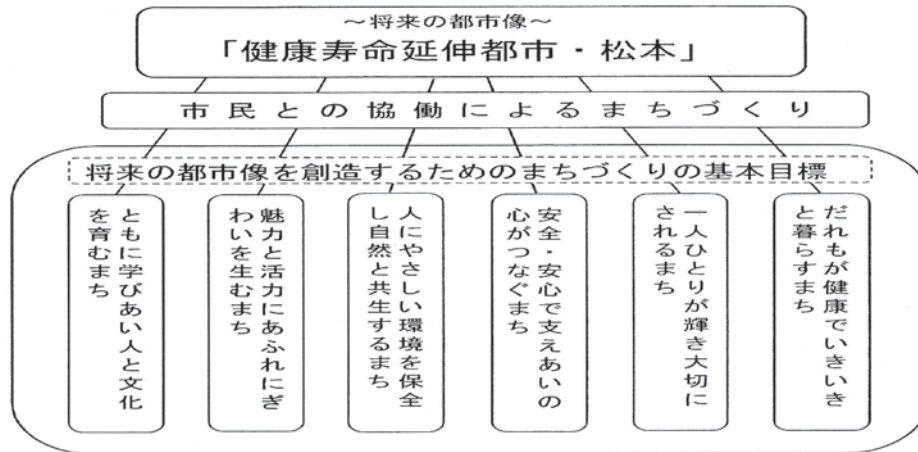 ～将来の都市像～
「健康寿命延伸都市・松本」
市民との協働によるまちづくり
将来の都市像を創造するためのまちづくりの基本目標
だれもが健康でいきいき
と暮らすまち
一人ひとりが輝き大切に
されるまち
安全・安心で支えあいの
心がつなぐまち
人にやさしい環境を保全
し自然と共生するまち
魅力と活力にあふれにぎ
わいを生むまち
ともに学びあい人と文化
を育むまち